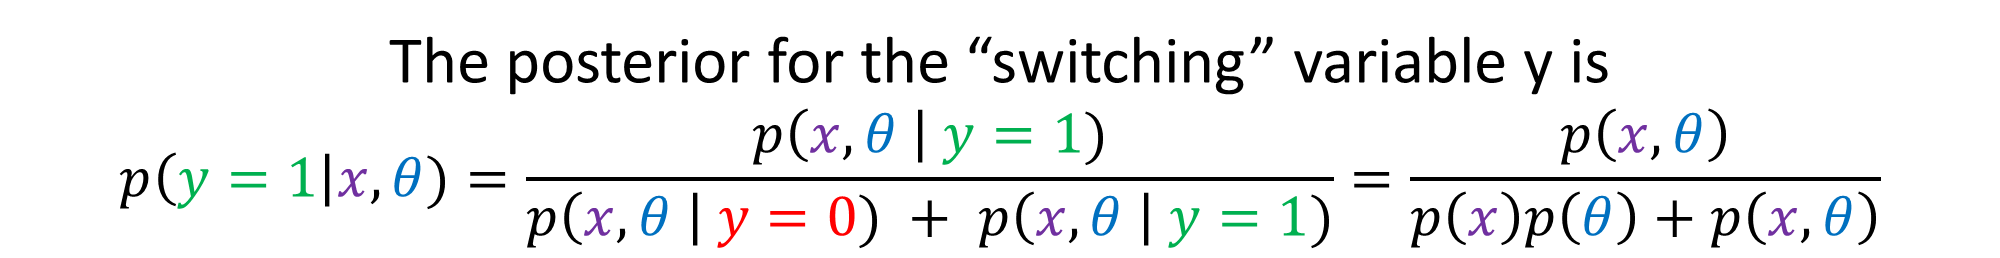 The posterior for the “switching” variable y is
p(y = 1|x, θ) = p(x, θ | y = 1) / p(x, θ | y = 0) + p(x, θ | y = 1) = p(x, θ) / p(x)p(θ) + p(x, θ)